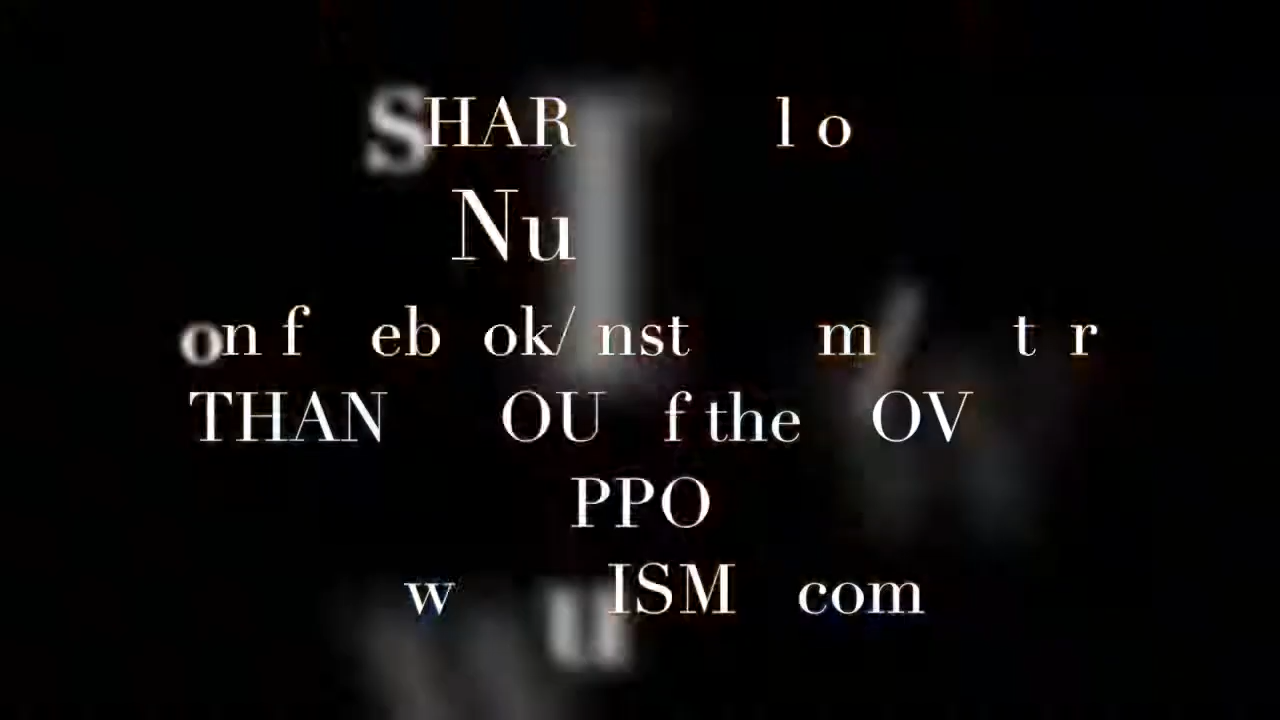 SHAR l o
Nu
on f eb ok/ nst m t r
THAN OU f the OV
PPO
w u ISM com